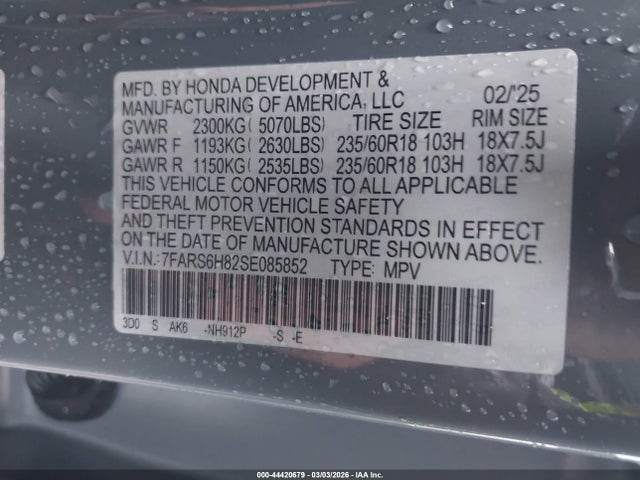 MFD. BY HONDA DEVELOPMENT &
MANUFACTURING OF AMERICA, LLC 02/'25
GVWR 2300KG( 5070LBS) TIRE SIZE RIM SIZE
GAWR F 1193KG( 2630LBS) 235/60R18 103H 18X7.5J
GAWR R 1150KG( 2535LBS) 235/60R18 103H 18X7.5J
THIS VEHICLE CONFORMS TO ALL APPLICABLE
FEDERAL MOTOR VEHICLE SAFETY
AND THEFT PREVENTION STANDARDS IN EFFECT
ON THE DATE OF MANUFACTURE SHOWN ABOVE.
V.I.N.: 7FARS6H82SE085852 TYPE: MPV
3D0 S AK6 -NH912P -S -E
000-44420679 - 03/03/2026 - IAA Inc.